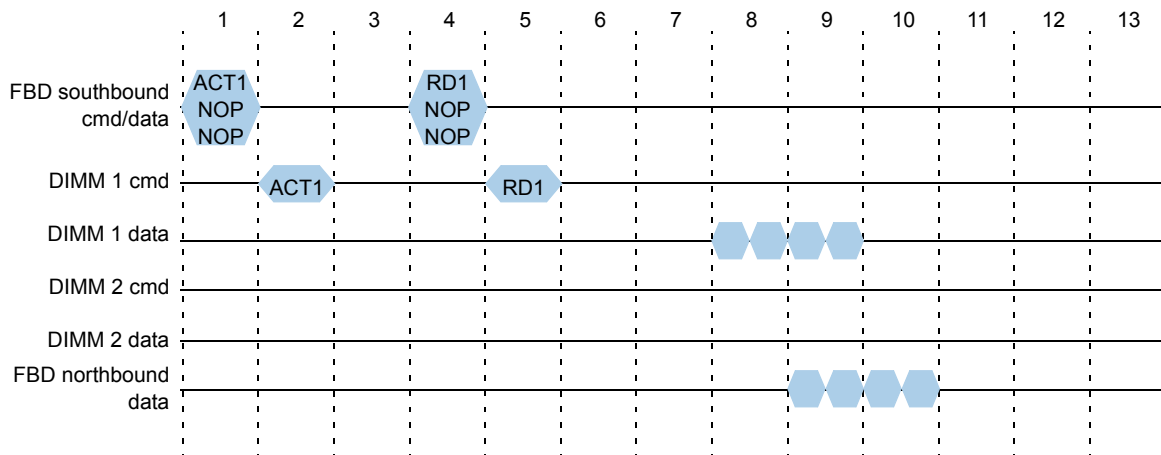 1 2 3 4 5 6 7 8 9 10 11 12 13
FBD southbound
cmd/data
ACT1
NOP
NOP
RD1
NOP
NOP
DIMM 1 cmd
ACT1
RD1
DIMM 1 data
DIMM 2 cmd
DIMM 2 data
FBD northbound
data